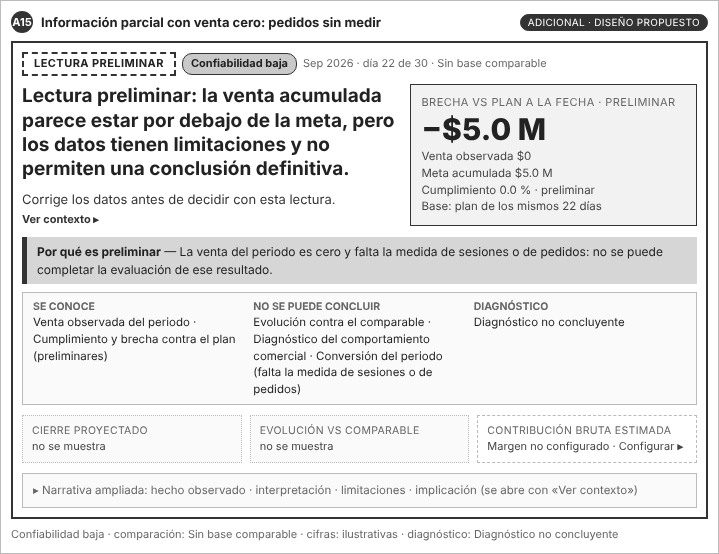 A15 Información parcial con venta cero: pedidos sin medir
ADICIONAL · DISEÑO PROPUESTO
LECTURA PRELIMINAR
Confiabilidad baja
Sep 2026 · día 22 de 30 · Sin base comparable
Lectura preliminar: la venta acumulada
parece estar por debajo de la meta, pero
los datos tienen limitaciones y no
permiten una conclusión definitiva.
Corrige los datos antes de decidir con esta lectura.
Ver contexto ▸
BRECHA VS PLAN A LA FECHA · PRELIMINAR
−$5.0 M
Venta observada $0
Meta acumulada $5.0 M
Cumplimiento 0.0 % · preliminar
Base: plan de los mismos 22 días
Por qué es preliminar — La venta del periodo es cero y falta la medida de sesiones o de pedidos: no se puede
completar la evaluación de ese resultado.
SE CONOCE
Venta observada del periodo ·
Cumplimiento y brecha contra el plan
(preliminares)
NO SE PUEDE CONCLUIR
Evolución contra el comparable ·
Diagnóstico del comportamiento
comercial · Conversión del periodo
(falta la medida de sesiones o de
pedidos)
DIAGNÓSTICO
Diagnóstico no concluyente
CIERRE PROYECTADO
no se muestra
EVOLUCIÓN VS COMPARABLE
no se muestra
CONTRIBUCIÓN BRUTA ESTIMADA
Margen no configurado · Configurar ▸
▸ Narrativa ampliada: hecho observado · interpretación · limitaciones · implicación (se abre con «Ver contexto»)
Confiabilidad baja · comparación: Sin base comparable · cifras: ilustrativas · diagnóstico: Diagnóstico no concluyente